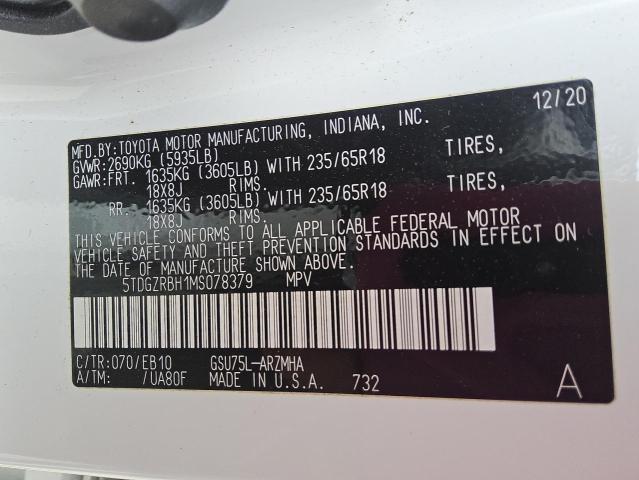 12/20
MFD.BY:TOYOTA MOTOR MANUFACTURING, INDIANA, INC.
GVWR:2690KG (5935LB)
GAWR:FRT. 1635KG (3605LB) WITH 235/65R18 TIRES,
18X8J RIMS.
RR. 1635KG (3605LB) WITH 235/65R18 TIRES,
18X8J RIMS.
THIS VEHICLE CONFORMS TO ALL APPLICABLE FEDERAL MOTOR
VEHICLE SAFETY AND THEFT PREVENTION STANDARDS IN EFFECT ON
THE DATE OF MANUFACTURE SHOWN ABOVE.
5TDGZRBH1MS078379 MPV
C/TR:070/EB10 GSU75L-ARZMHA
A/TM: /UA80F MADE IN U.S.A. 732 A